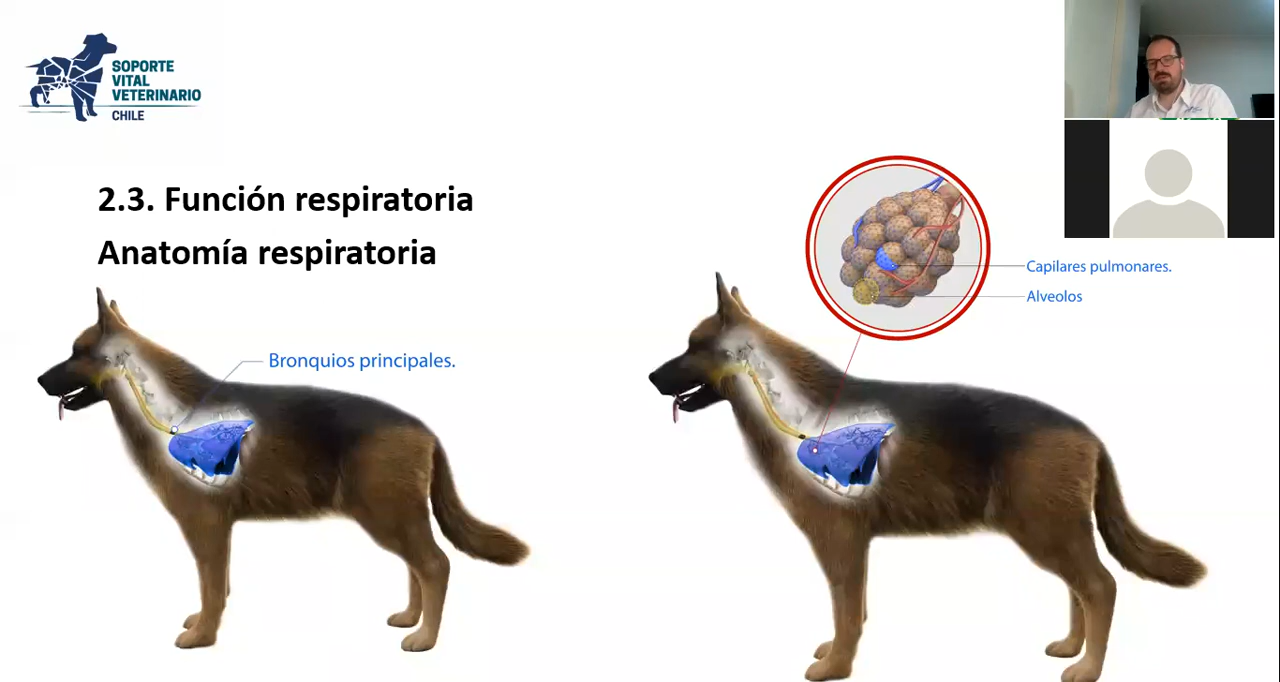 SOPORTE
VITAL
VETERINARIO
CHILE
2.3. Función respiratoria
Anatomía respiratoria
Bronquios principales.
Capilares pulmonares.
Alveolos